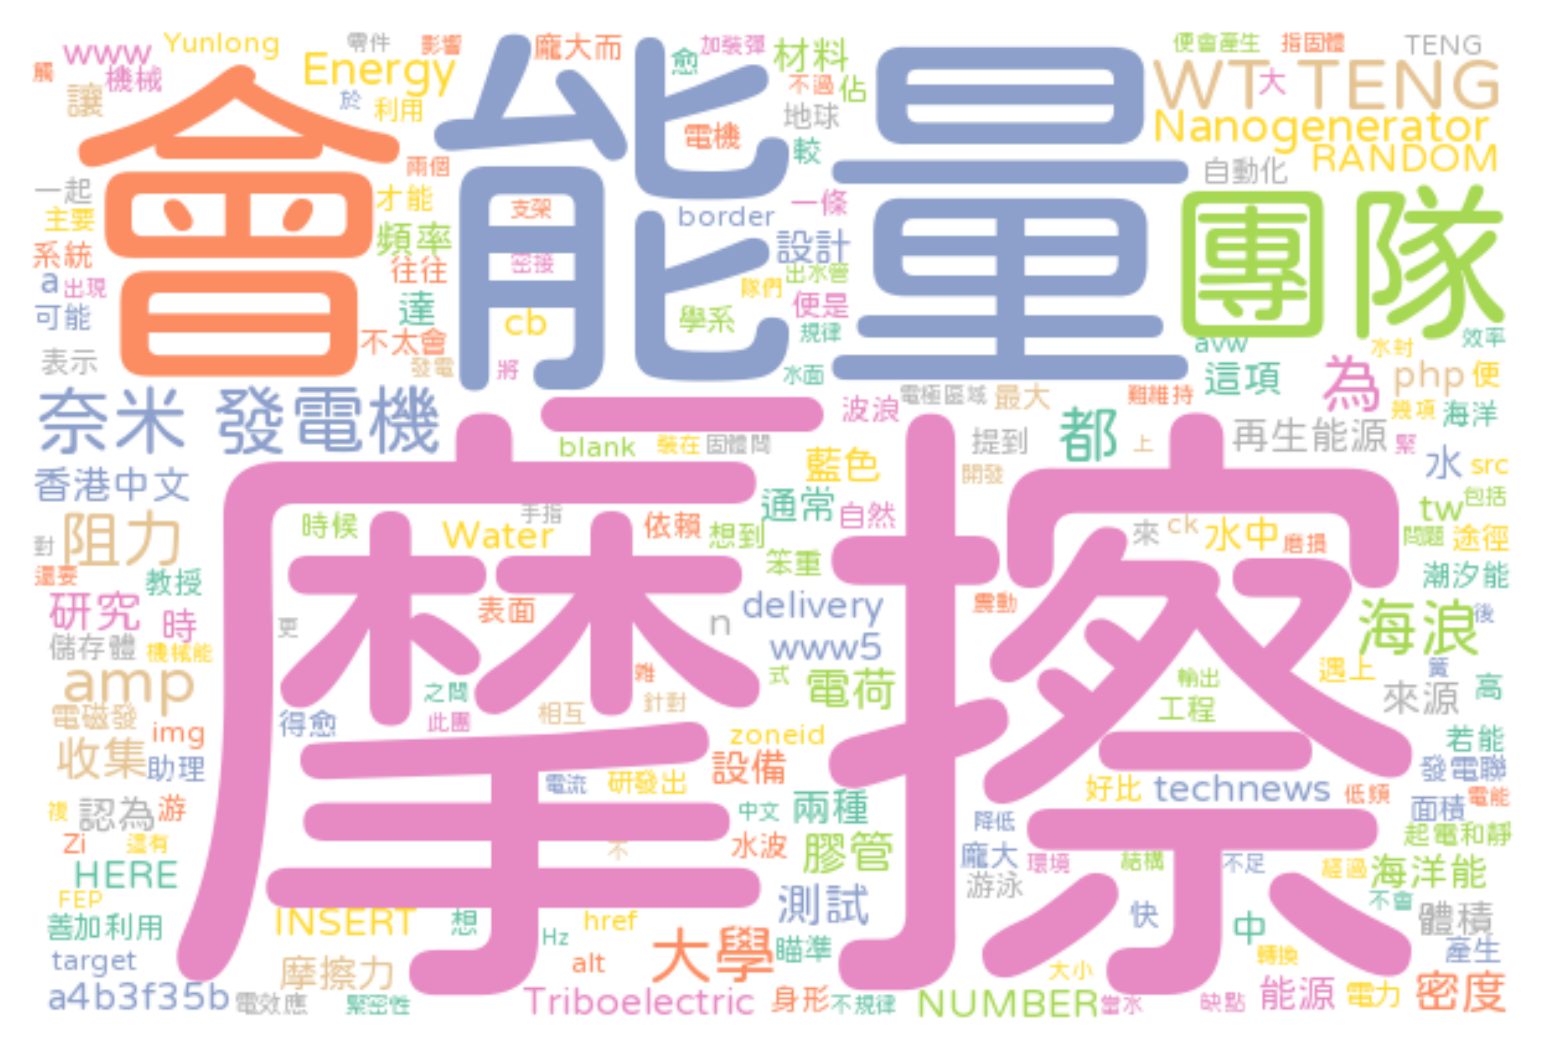 www Yunlong 零件 影響 龐大而 愈 加裝彈 材料 便會產生 指固體 TENG
觸 機械 Energy 不過 佔 WT 大 TENG
讓 於 利用 地球 Nanogenerator
會 能量 電機 較 RANDOM
兩個 自動化
一起 才能 支架 border 一條 團隊
主要 頻率 設計
系統 往往 密接 出水管
a 出現 達 隊們 便是
可能 cb 學系 規律
不太會 avw 水對 效率
表示 發電 將 水面 這項 為 php 便
奈米 發電機 一 波浪 電極區域 最大 難維持 幾項 海洋
blank 裝在 固體間 提到 都 上 再生能源 緊
香港中文 藍色 開發 水 src
摩擦
時候 手指 通常 自然 tw 包括
對 阻力 Water 依賴 想到 來 ck 水中 磨損 問題 途徑
還要 教授 笨重 潮汐能
研究 時 表面 delivery 震動 海浪 後
儲存體 機械能 更 n www5
amp 之間 雜 式 電荷 輸出 遇上 簧 高
電磁發 得愈 此團 相互 針對 工程 來源
img zoneid 若能
收集 助理 電流 研發出 設備 好比 technews 低頻 發電聯
後 認為 游 中文 兩種 降低 面積 電能
Zi 這有 不 水波 膠管 起電和靜
HERE 龐大 環境 結構 不足 經過 海洋能
FEP 游泳 不會
善加利用 INSERT 想 href 測試 快 中 體積
target Hz 大學 瞄準 轉換 產生
摩擦力 alt 大小
a4b3f35b 電效應 緊密性 Triboelectric 身形 不規律 NUMBER 當水 缺點 能源 電力 密度